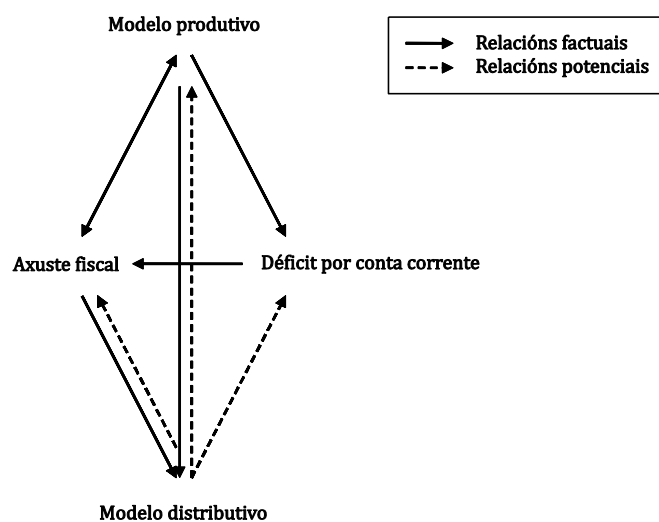 Modelo produtivo
Relacións factuais
Relacións potenciais
Axuste fiscal
Déficit por conta corrente
Modelo distributivo